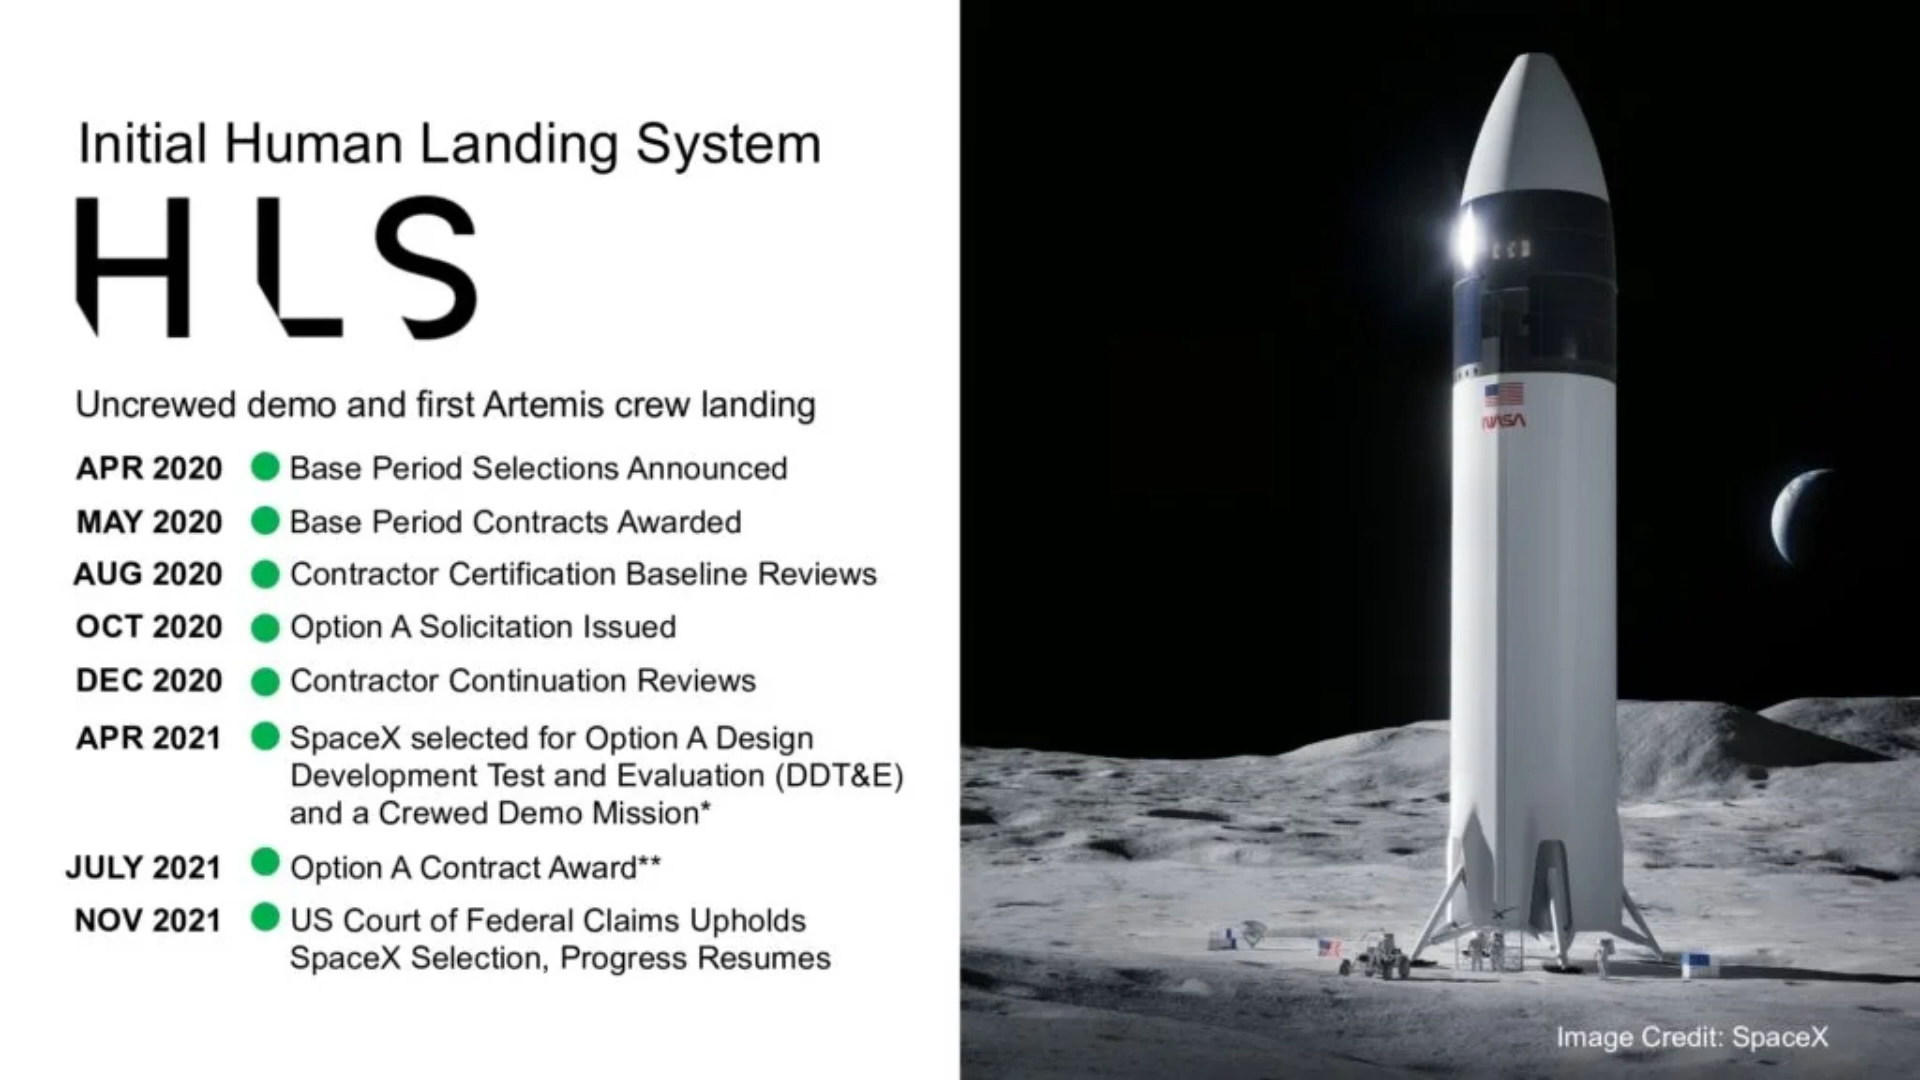 Initial Human Landing System
HLS
Uncrewed demo and first Artemis crew landing
APR 2020 Base Period Selections Announced
MAY 2020 Base Period Contracts Awarded
AUG 2020 Contractor Certification Baseline Reviews
OCT 2020 Option A Solicitation Issued
DEC 2020 Contractor Continuation Reviews
APR 2021 SpaceX selected for Option A Design
Development Test and Evaluation (DDT&E)
and a Crewed Demo Mission*
JULY 2021 Option A Contract Award**
NOV 2021 US Court of Federal Claims Upholds
SpaceX Selection, Progress Resumes
NASA
Image Credit: SpaceX